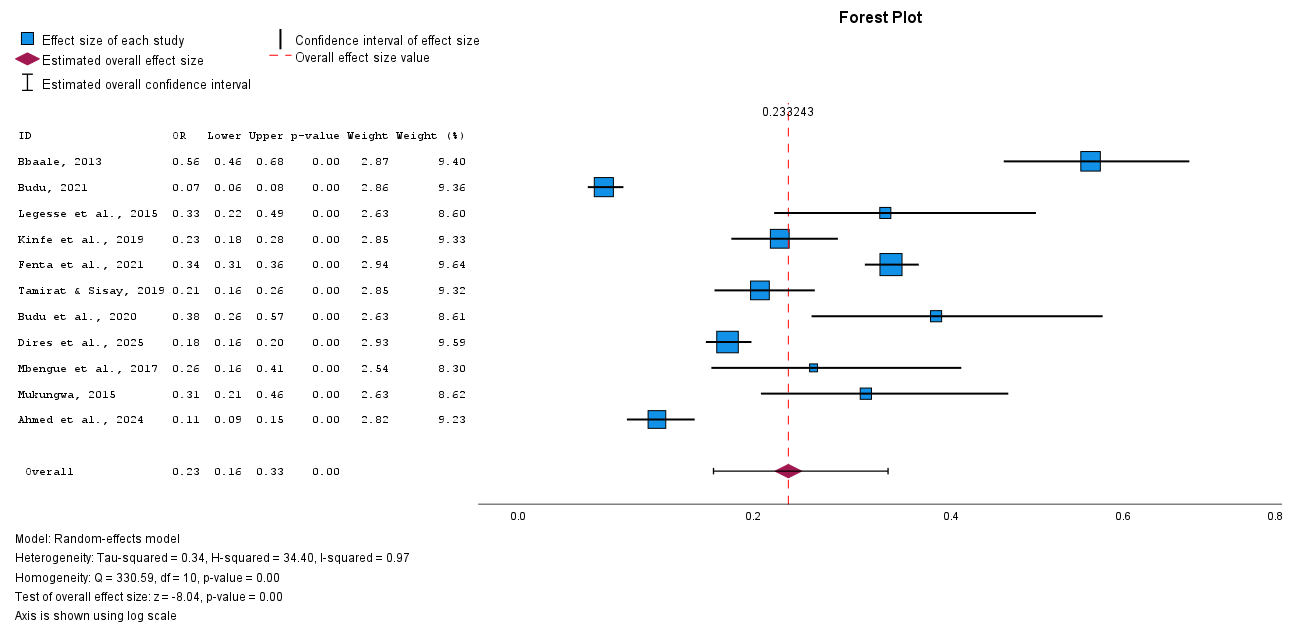 Forest Plot
Effect size of each study
Confidence interval of effect size
Estimated overall effect size
Overall effect size value
Estimated overall confidence interval
0.233243
ID OR Lower Upper p-value Weight Weight (%)
Bbaale, 2013 0.56 0.46 0.68 0.00 2.87 9.40
Budu, 2021 0.07 0.06 0.08 0.00 2.86 9.36
Legesse et al., 2015 0.33 0.22 0.49 0.00 2.63 8.60
Kinfe et al., 2019 0.23 0.18 0.28 0.00 2.85 9.33
Fenta et al., 2021 0.34 0.31 0.36 0.00 2.94 9.64
Tamirat & Sisay, 2019 0.21 0.16 0.26 0.00 2.85 9.32
Budu et al., 2020 0.38 0.26 0.57 0.00 2.63 8.61
Dires et al., 2025 0.18 0.16 0.20 0.00 2.93 9.59
Mbengue et al., 2017 0.26 0.16 0.41 0.00 2.54 8.30
Mukungwa, 2015 0.31 0.21 0.46 0.00 2.63 8.62
Ahmed et al., 2024 0.11 0.09 0.15 0.00 2.82 9.23
Overall 0.23 0.16 0.33 0.00
0.0 0.2 0.4 0.6 0.8
Model: Random-effects model
Heterogeneity: Tau-squared = 0.34, H-squared = 34.40, I-squared = 0.97
Homogeneity: Q = 330.59, df = 10, p-value = 0.00
Test of overall effect size: z = -8.04, p-value = 0.00
Axis is shown using log scale